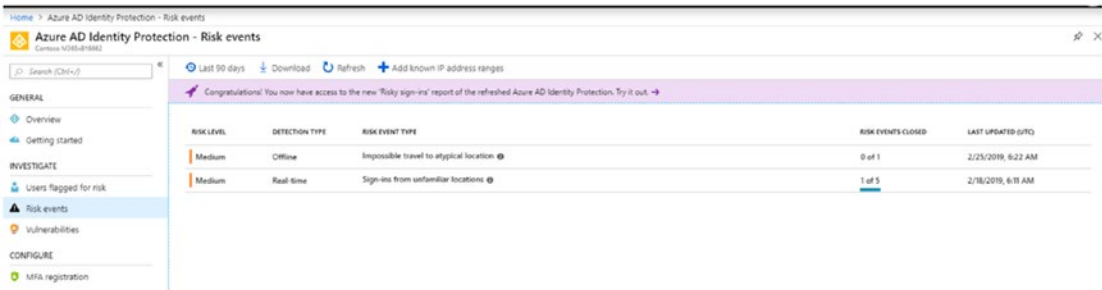 Home > Azure AD Identity Protection - Risk events
Azure AD Identity Protection - Risk events
Contoso
Search (Ctrl+/)
«
Last 90 days Download Refresh Add known IP address ranges
Congratulations! You now have access to the new 'Risky sign-ins' report of the refreshed Azure AD Identity Protection. Try it out. →
GENERAL
Overview
Getting started
INVESTIGATE
Users flagged for risk
Risk events
Vulnerabilities
CONFIGURE
MFA registration
RISK LEVEL DETECTION TYPE RISK EVENT TYPE RISK EVENTS CLOSED LAST UPDATED (UTC)
Medium Offline Impossible travel to atypical location 0 of 1 2/25/2019, 6:22 AM
Medium Real-time Sign-ins from unfamiliar locations 1 of 5 2/18/2019, 6:11 AM